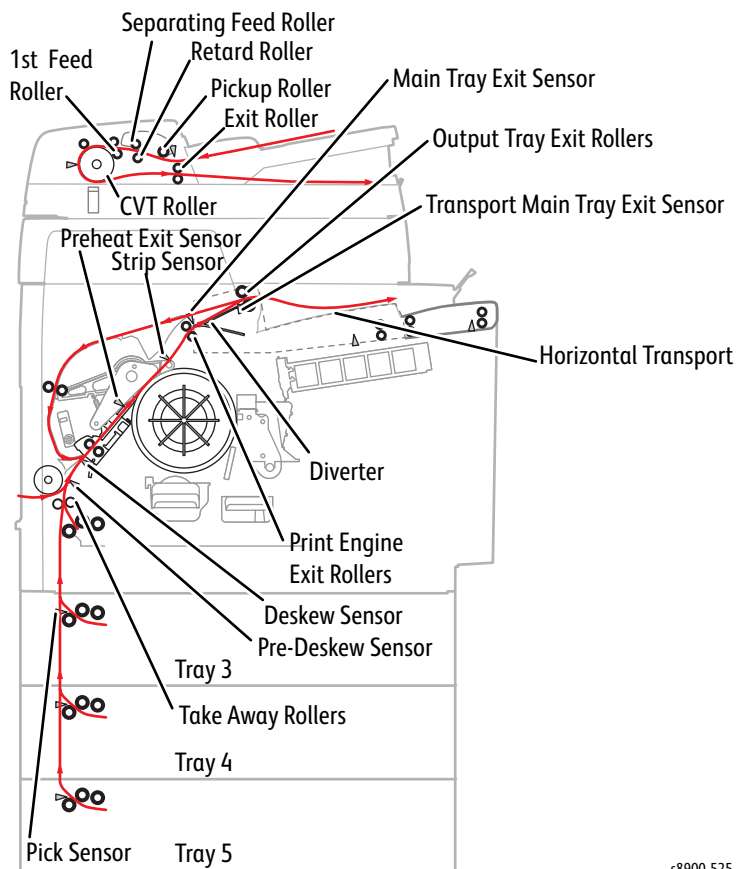 Separating Feed Roller
Retard Roller
1st Feed
Roller
Pickup Roller
Exit Roller
Main Tray Exit Sensor
Output Tray Exit Rollers
CVT Roller
Transport Main Tray Exit Sensor
Preheat Exit Sensor
Strip Sensor
Horizontal Transport
Diverter
Print Engine
Exit Rollers
Deskew Sensor
Pre-Deskew Sensor
Tray 3
Take Away Rollers
Tray 4
Pick Sensor
Tray 5
s8900-525